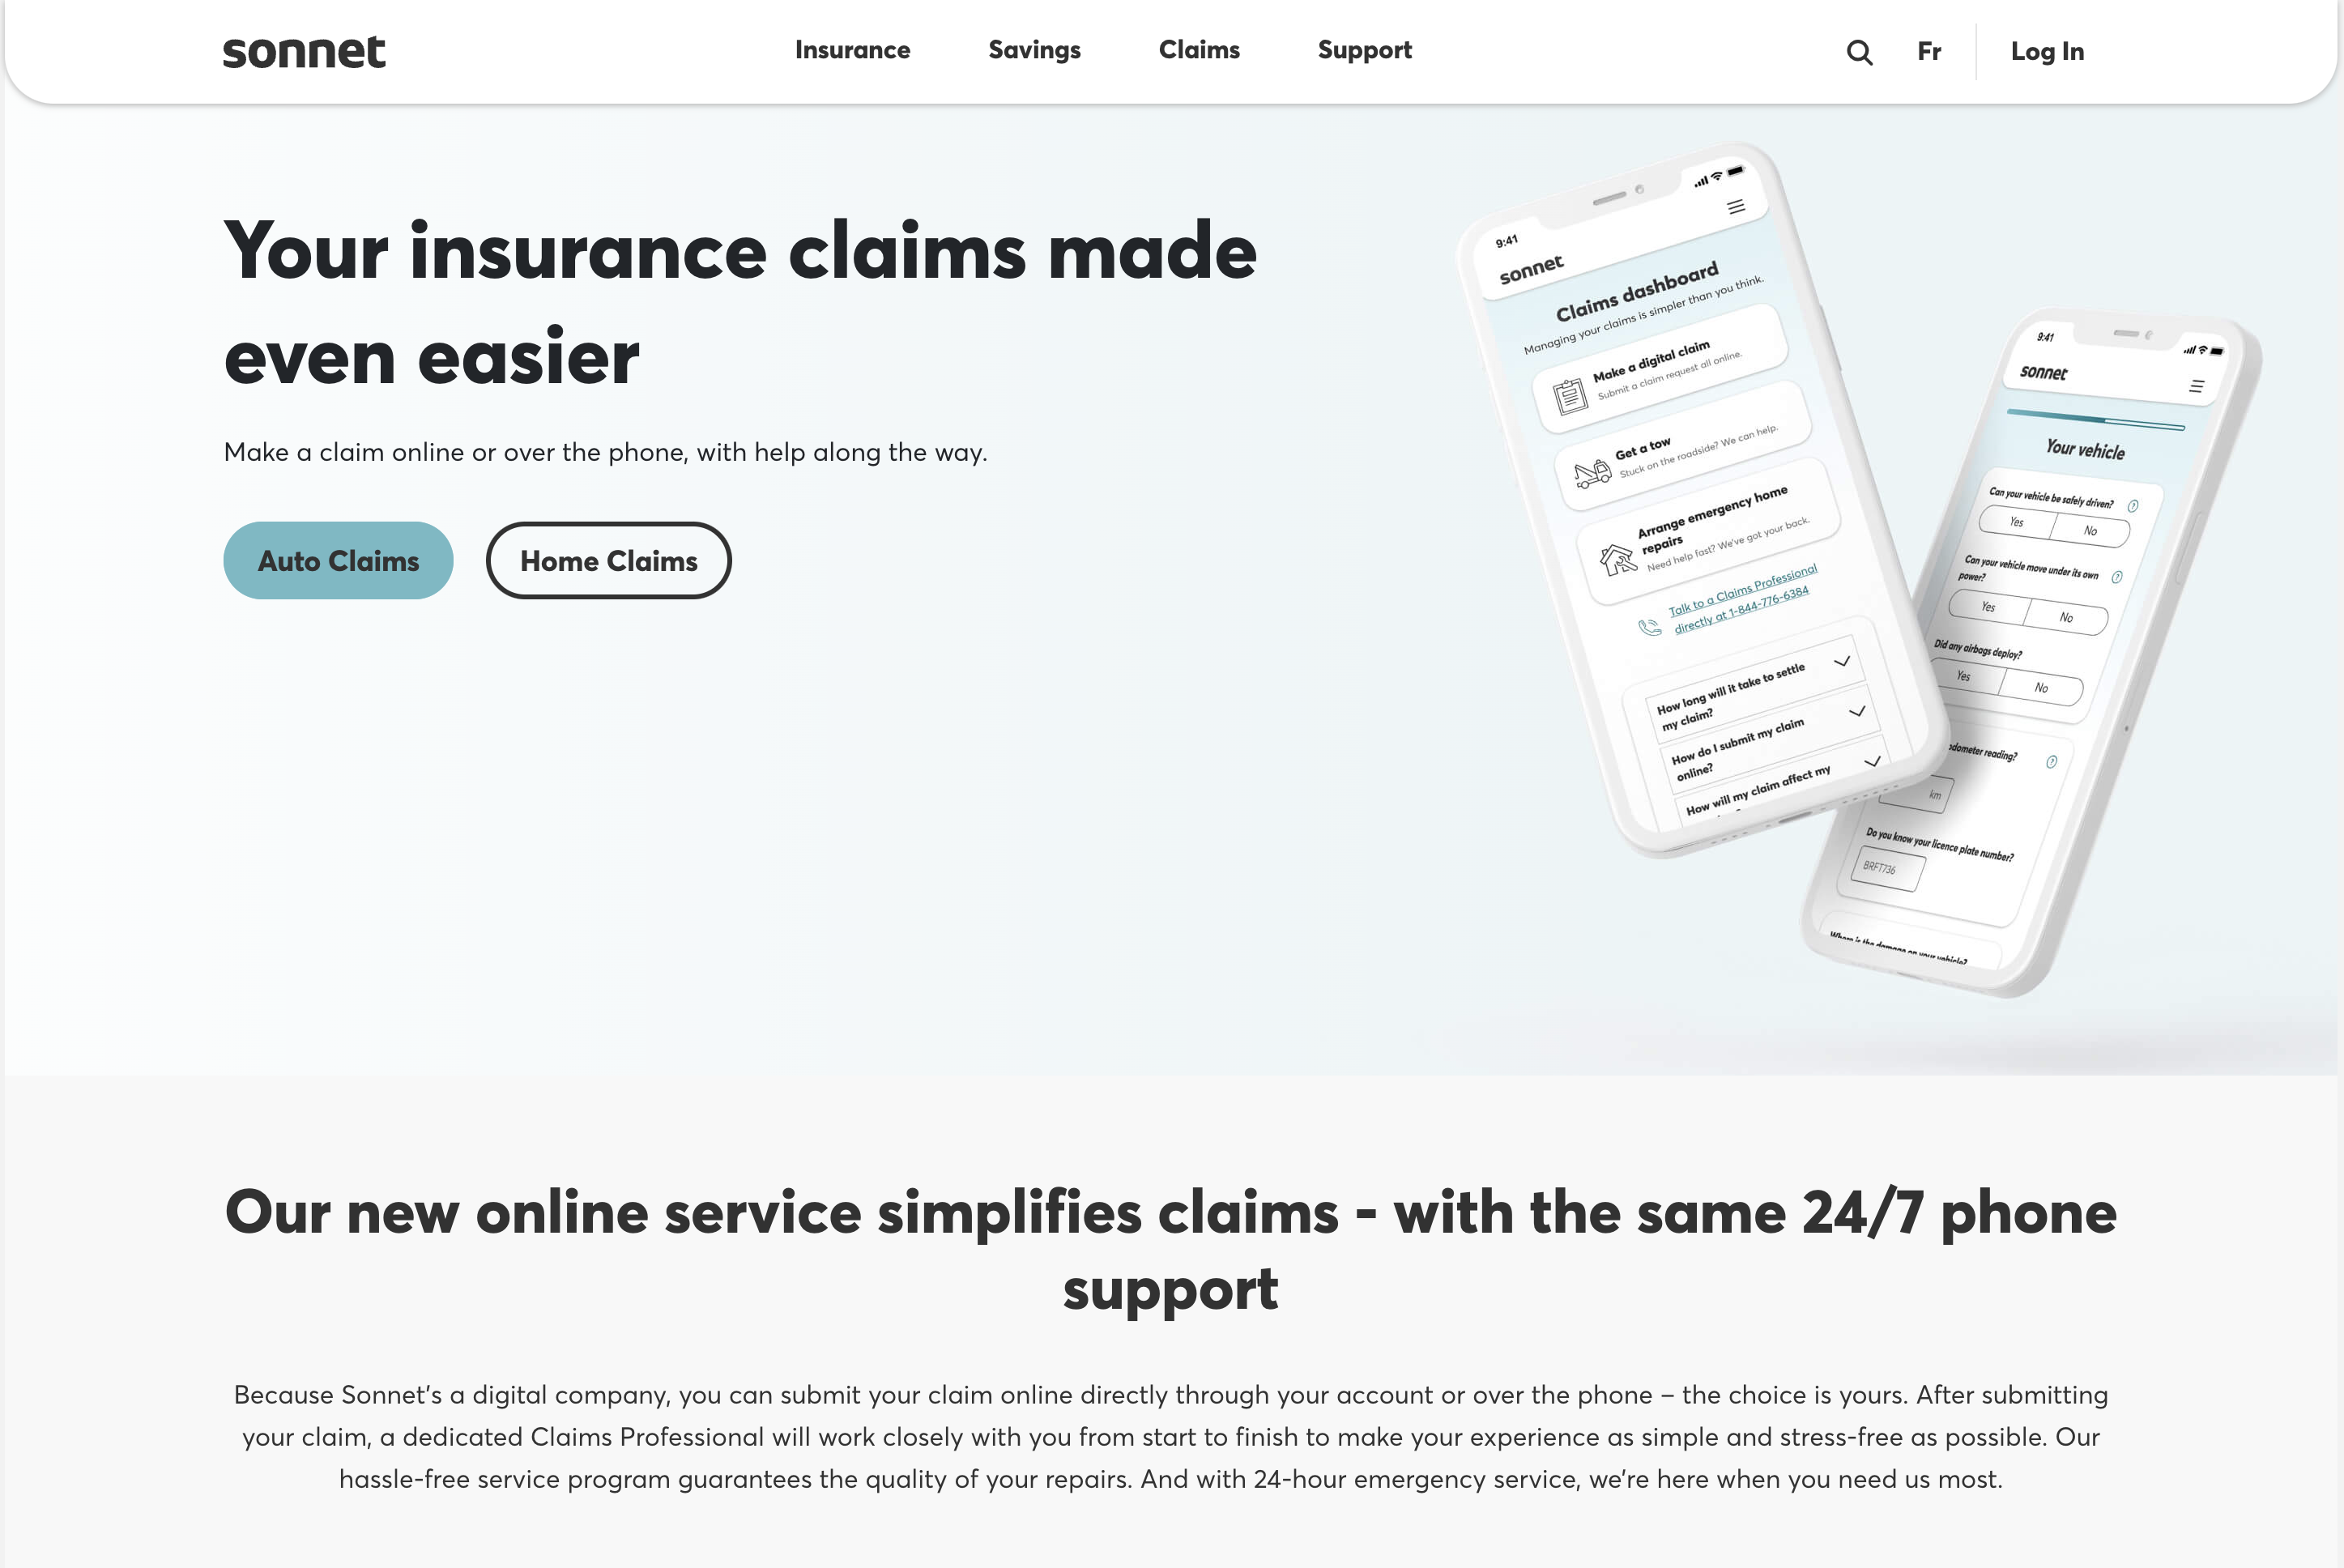 sonnet
Insurance
Savings
Claims
Support
Fr
Log In
Your insurance claims made
even easier
Make a claim online or over the phone, with help along the way.
Auto Claims
Home Claims
9:41
sonnet
Claims dashboard
Managing your claims is simpler than you think.
Make a digital claim
Submit a claim request all online.
Get a tow
Stuck on the roadside? We can help.
Arrange emergency home
repairs
Need help fast? We've got your back.
Talk to a Claims Professional
directly at 1-844-776-6384
How long will it take to settle
my claim?
How do I submit my claim
online?
How will my claim affect my
9:41
sonnet
Your vehicle
Can your vehicle be safely driven?
Yes
No
Can your vehicle move under its own
power?
Yes
No
Did any airbags deploy?
Yes
No
odometer reading?
km
Do you know your licence plate number?
BRFT736
Where is the damage on your vehicle?
Our new online service simplifies claims - with the same 24/7 phone
support
Because Sonnet's a digital company, you can submit your claim online directly through your account or over the phone – the choice is yours. After submitting
your claim, a dedicated Claims Professional will work closely with you from start to finish to make your experience as simple and stress-free as possible. Our
hassle-free service program guarantees the quality of your repairs. And with 24-hour emergency service, we're here when you need us most.